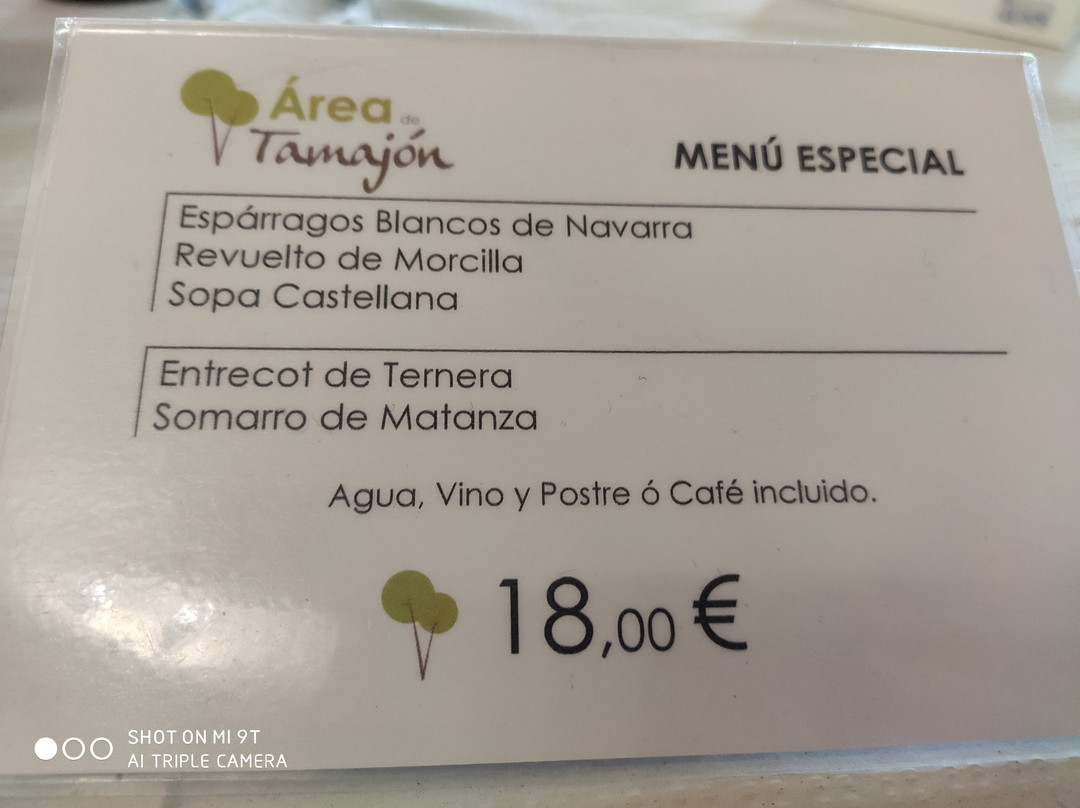 Área de
Tamajón
MENÚ ESPECIAL
Espárragos Blancos de Navarra
Revuelto de Morcilla
Sopa Castellana
Entrecot de Ternera
Somarro de Matanza
Agua, Vino y Postre ó Café incluido.
18,00 €
SHOT ON MI 9T
AI TRIPLE CAMERA